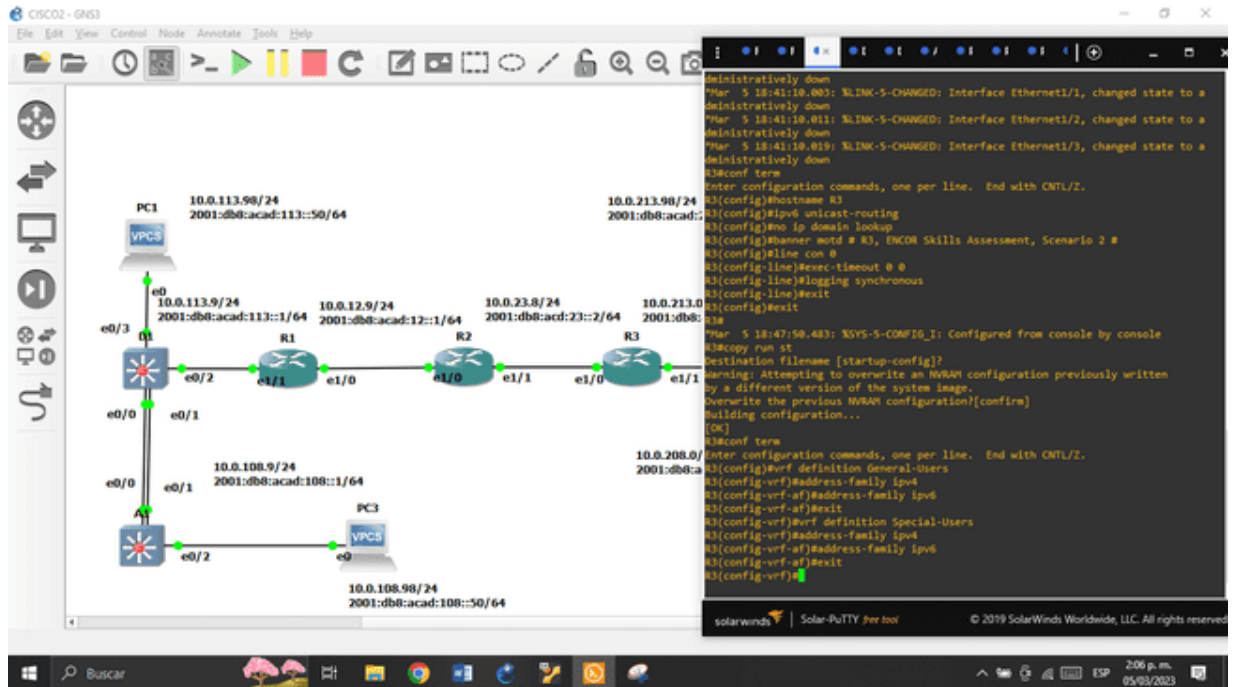 CISCO2 - GNS3
File Edit View Control Node Annotate Tools Help
PC1
10.0.113.98/24
2001:db8:acad:113::50/64
VPCS
e0
10.0.113.9/24
2001:db8:acad:113::1/64
e0/3
D1
e0/2
e0/0
e0/1
R1
e1/1
e1/0
10.0.12.9/24
2001:db8:acad:12::1/64
R2
e1/0
e1/1
10.0.23.8/24
2001:db8:acd:23::2/64
R3
e1/0
e1/1
10.0.213.98/24
2001:db8:acad:2
10.0.213.0
2001:db8:
10.0.208.0/
2001:db8:a
e0/0
e0/1
10.0.108.9/24
2001:db8:acad:108::1/64
e0/2
PC3
VPCS
e0
10.0.108.98/24
2001:db8:acad:108::50/64
dministratively down
*Mar 5 18:41:10.003: %LINK-5-CHANGED: Interface Ethernet1/1, changed state to a
dministratively down
*Mar 5 18:41:10.011: %LINK-5-CHANGED: Interface Ethernet1/2, changed state to a
dministratively down
*Mar 5 18:41:10.019: %LINK-5-CHANGED: Interface Ethernet1/3, changed state to a
dministratively down
R3#conf term
Enter configuration commands, one per line. End with CNTL/Z.
R3(config)#hostname R3
R3(config)#ipv6 unicast-routing
R3(config)#no ip domain lookup
R3(config)#banner motd # R3, ENCOR Skills Assessment, Scenario 2 #
R3(config)#line con 0
R3(config-line)#exec-timeout 0 0
R3(config-line)#logging synchronous
R3(config-line)#exit
R3(config)#exit
R3#
*Mar 5 18:47:50.483: %SYS-5-CONFIG_I: Configured from console by console
R3#copy run st
Destination filename [startup-config]?
Warning: Attempting to overwrite an NVRAM configuration previously written
by a different version of the system image.
Overwrite the previous NVRAM configuration?[confirm]
Building configuration...
[OK]
R3#conf term
Enter configuration commands, one per line. End with CNTL/Z.
R3(config)#vrf definition General-Users
R3(config-vrf)#address-family ipv4
R3(config-vrf-af)#address-family ipv6
R3(config-vrf-af)#exit
R3(config-vrf)#vrf definition Special-Users
R3(config-vrf)#address-family ipv4
R3(config-vrf-af)#address-family ipv6
R3(config-vrf-af)#exit
R3(config-vrf)#
solarwinds Solar-PuTTY free tool © 2019 SolarWinds Worldwide, LLC. All rights reserved
Buscar
ESP
2:06 p. m.
05/03/2023